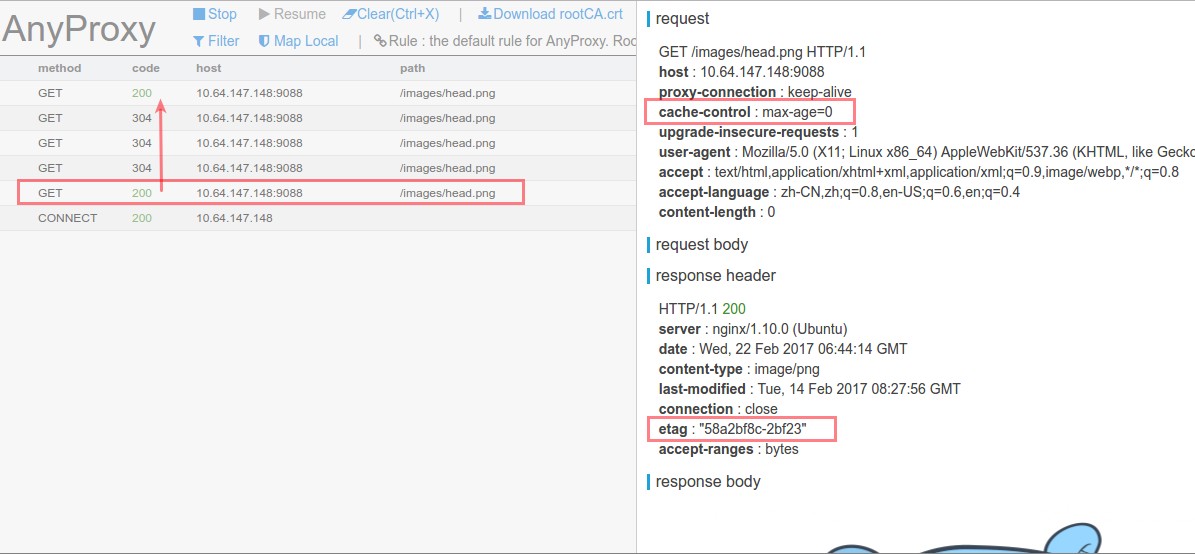 AnyProxy
Stop Resume Clear(Ctrl+X) | Download rootCA.crt
Filter Map Local | Rule : the default rule for AnyProxy. Roo
method code host path
GET 200 10.64.147.148:9088 /images/head.png
GET 304 10.64.147.148:9088 /images/head.png
GET 304 10.64.147.148:9088 /images/head.png
GET 304 10.64.147.148:9088 /images/head.png
GET 200 10.64.147.148:9088 /images/head.png
CONNECT 200 10.64.147.148
request
GET /images/head.png HTTP/1.1
host : 10.64.147.148:9088
proxy-connection : keep-alive
cache-control : max-age=0
upgrade-insecure-requests : 1
user-agent : Mozilla/5.0 (X11; Linux x86_64) AppleWebKit/537.36 (KHTML, like Gecko
accept : text/html,application/xhtml+xml,application/xml;q=0.9,image/webp,*/*;q=0.8
accept-language : zh-CN,zh;q=0.8,en-US;q=0.6,en;q=0.4
content-length : 0
request body
response header
HTTP/1.1 200
server : nginx/1.10.0 (Ubuntu)
date : Wed, 22 Feb 2017 06:44:14 GMT
content-type : image/png
last-modified : Tue, 14 Feb 2017 08:27:56 GMT
connection : close
etag : "58a2bf8c-2bf23"
accept-ranges : bytes
response body